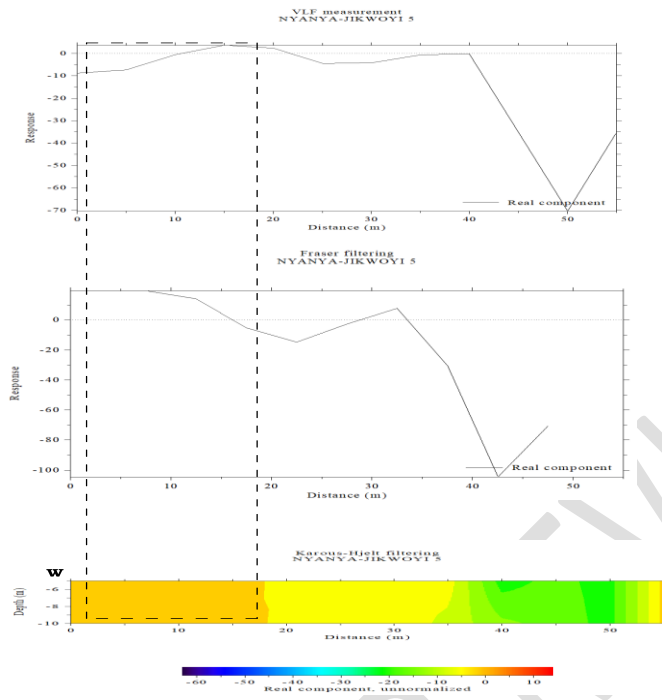 VLF measurement
NYANYA-JIKWOYI 5
0
-10
-20
-30
-40
-50
-60
-70
Response
0
10
20
30
40
50
Distance (m)
Real component
Fraser filtering
NYANYA-JIKWOYI 5
0
-20
-40
-60
-80
-100
Response
0
10
20
30
40
50
Distance (m)
Real component
Karous-Hjelt filtering
NYANYA-JIKWOYI 5
W
-6
-8
-10
Depth (m)
0
10
20
30
40
50
Distance (m)
-60
-50
-40
-30
-20
-10
0
10
Real component, unnormalized